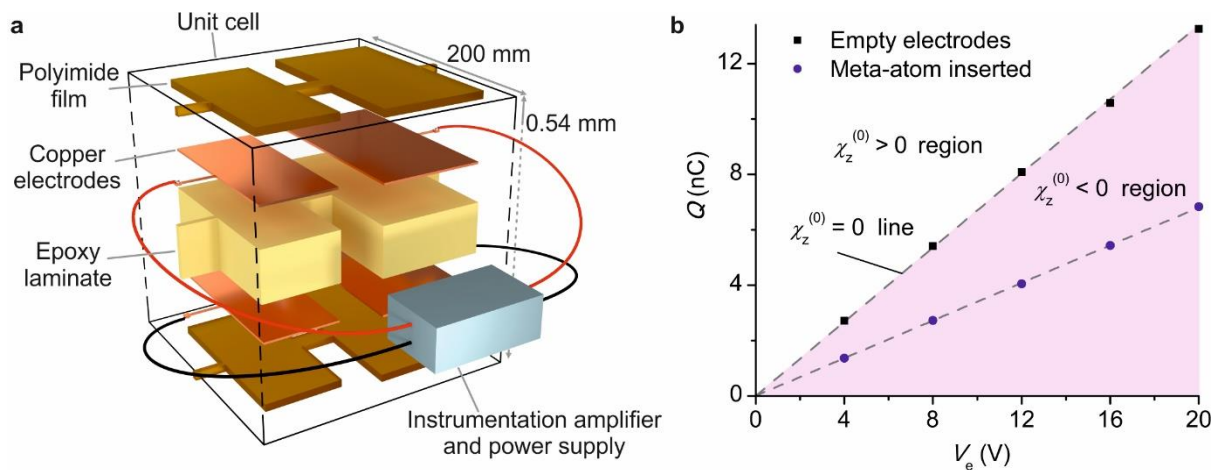 a
Unit cell
Polyimide
film
200 mm
0.54 mm
Copper
electrodes
Epoxy
laminate
Instrumentation amplifier
and power supply
b
Empty electrodes
Meta-atom inserted
χz(0) > 0 region
χz(0) < 0 region
χz(0) = 0 line
Q (nC)
12
8
4
0
0 4 8 12 16 20
Ve (V)